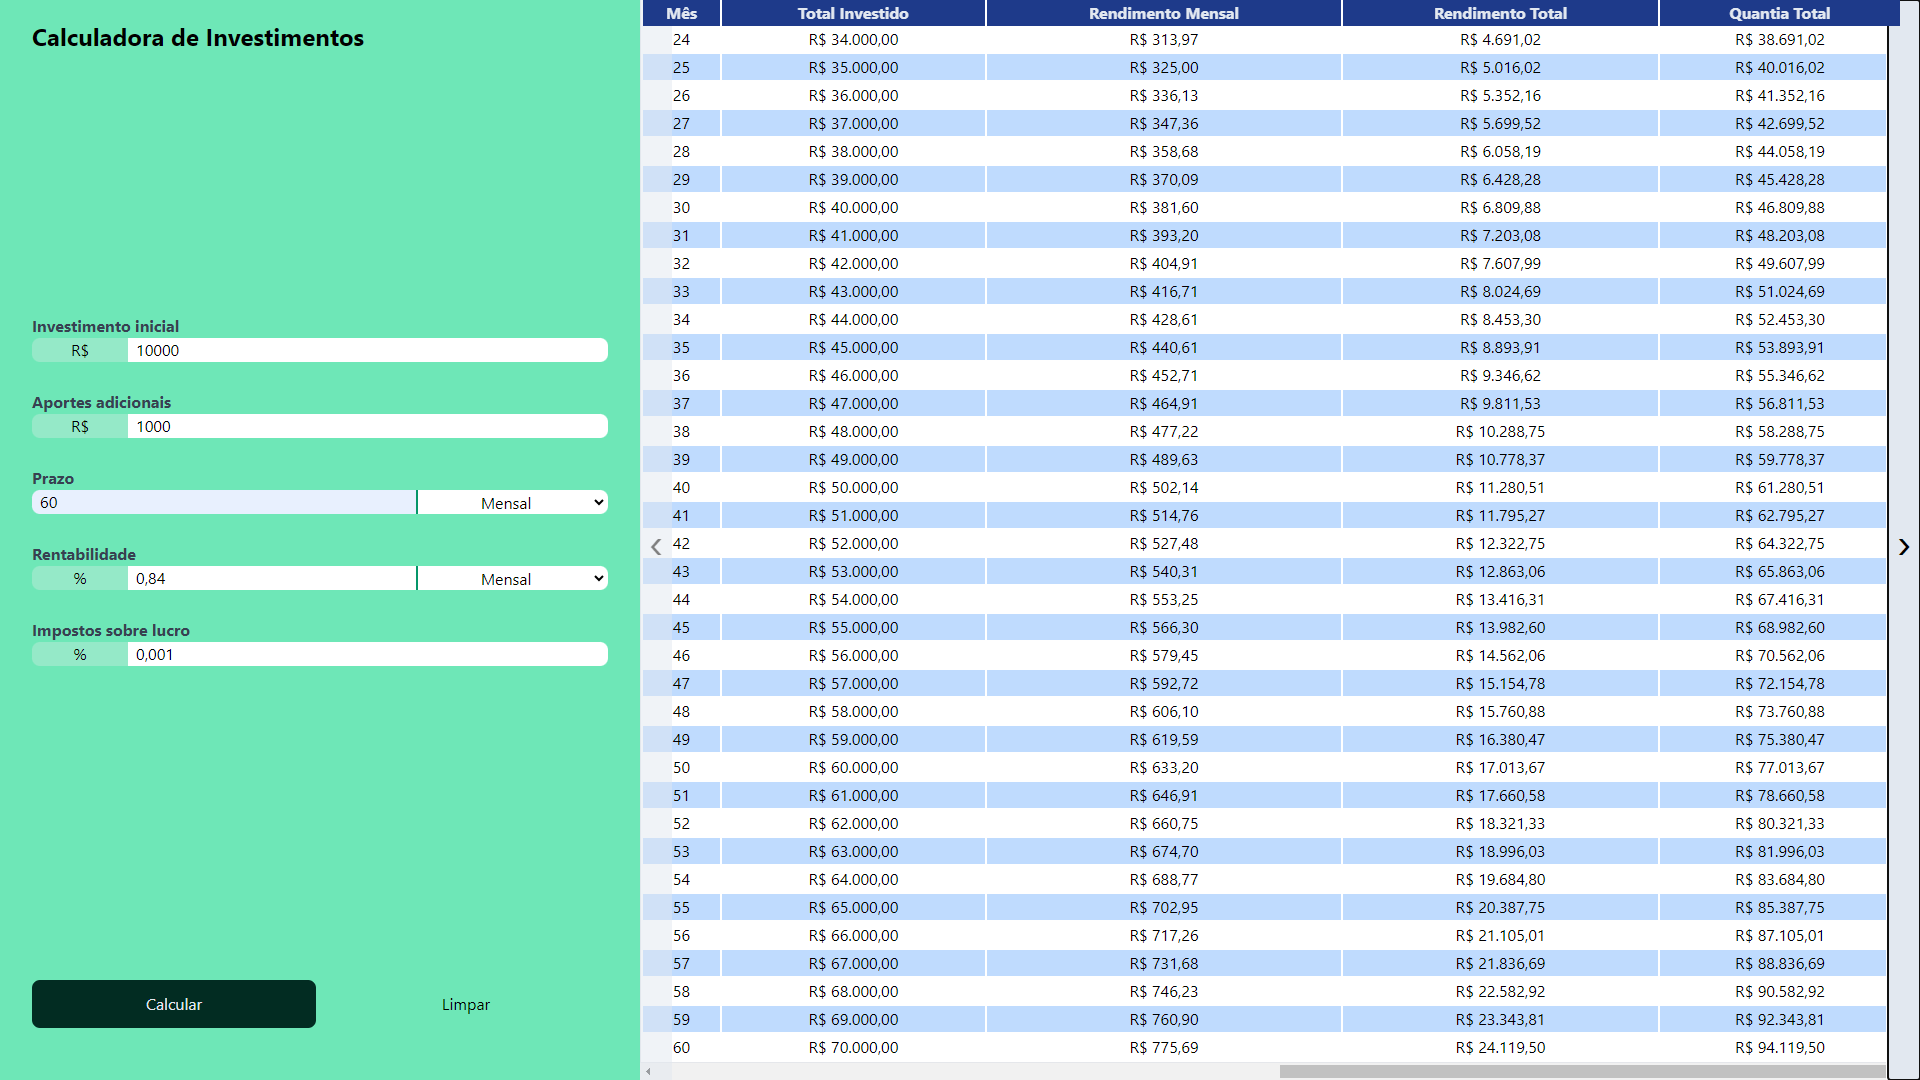 Calculadora de Investimentos
Investimento inicial
R$ 10000
Aportes adicionais
R$ 1000
Prazo
60 Mensal
Rentabilidade
% 0,84 Mensal
Impostos sobre lucro
% 0,001
Calcular Limpar
Mês Total Investido Rendimento Mensal Rendimento Total Quantia Total
24 R$ 34.000,00 R$ 313,97 R$ 4.691,02 R$ 38.691,02
25 R$ 35.000,00 R$ 325,00 R$ 5.016,02 R$ 40.016,02
26 R$ 36.000,00 R$ 336,13 R$ 5.352,16 R$ 41.352,16
27 R$ 37.000,00 R$ 347,36 R$ 5.699,52 R$ 42.699,52
28 R$ 38.000,00 R$ 358,68 R$ 6.058,19 R$ 44.058,19
29 R$ 39.000,00 R$ 370,09 R$ 6.428,28 R$ 45.428,28
30 R$ 40.000,00 R$ 381,60 R$ 6.809,88 R$ 46.809,88
31 R$ 41.000,00 R$ 393,20 R$ 7.203,08 R$ 48.203,08
32 R$ 42.000,00 R$ 404,91 R$ 7.607,99 R$ 49.607,99
33 R$ 43.000,00 R$ 416,71 R$ 8.024,69 R$ 51.024,69
34 R$ 44.000,00 R$ 428,61 R$ 8.453,30 R$ 52.453,30
35 R$ 45.000,00 R$ 440,61 R$ 8.893,91 R$ 53.893,91
36 R$ 46.000,00 R$ 452,71 R$ 9.346,62 R$ 55.346,62
37 R$ 47.000,00 R$ 464,91 R$ 9.811,53 R$ 56.811,53
38 R$ 48.000,00 R$ 477,22 R$ 10.288,75 R$ 58.288,75
39 R$ 49.000,00 R$ 489,63 R$ 10.778,37 R$ 59.778,37
40 R$ 50.000,00 R$ 502,14 R$ 11.280,51 R$ 61.280,51
41 R$ 51.000,00 R$ 514,76 R$ 11.795,27 R$ 62.795,27
42 R$ 52.000,00 R$ 527,48 R$ 12.322,75 R$ 64.322,75
43 R$ 53.000,00 R$ 540,31 R$ 12.863,06 R$ 65.863,06
44 R$ 54.000,00 R$ 553,25 R$ 13.416,31 R$ 67.416,31
45 R$ 55.000,00 R$ 566,30 R$ 13.982,60 R$ 68.982,60
46 R$ 56.000,00 R$ 579,45 R$ 14.562,06 R$ 70.562,06
47 R$ 57.000,00 R$ 592,72 R$ 15.154,78 R$ 72.154,78
48 R$ 58.000,00 R$ 606,10 R$ 15.760,88 R$ 73.760,88
49 R$ 59.000,00 R$ 619,59 R$ 16.380,47 R$ 75.380,47
50 R$ 60.000,00 R$ 633,20 R$ 17.013,67 R$ 77.013,67
51 R$ 61.000,00 R$ 646,91 R$ 17.660,58 R$ 78.660,58
52 R$ 62.000,00 R$ 660,75 R$ 18.321,33 R$ 80.321,33
53 R$ 63.000,00 R$ 674,70 R$ 18.996,03 R$ 81.996,03
54 R$ 64.000,00 R$ 688,77 R$ 19.684,80 R$ 83.684,80
55 R$ 65.000,00 R$ 702,95 R$ 20.387,75 R$ 85.387,75
56 R$ 66.000,00 R$ 717,26 R$ 21.105,01 R$ 87.105,01
57 R$ 67.000,00 R$ 731,68 R$ 21.836,69 R$ 88.836,69
58 R$ 68.000,00 R$ 746,23 R$ 22.582,92 R$ 90.582,92
59 R$ 69.000,00 R$ 760,90 R$ 23.343,81 R$ 92.343,81
60 R$ 70.000,00 R$ 775,69 R$ 24.119,50 R$ 94.119,50